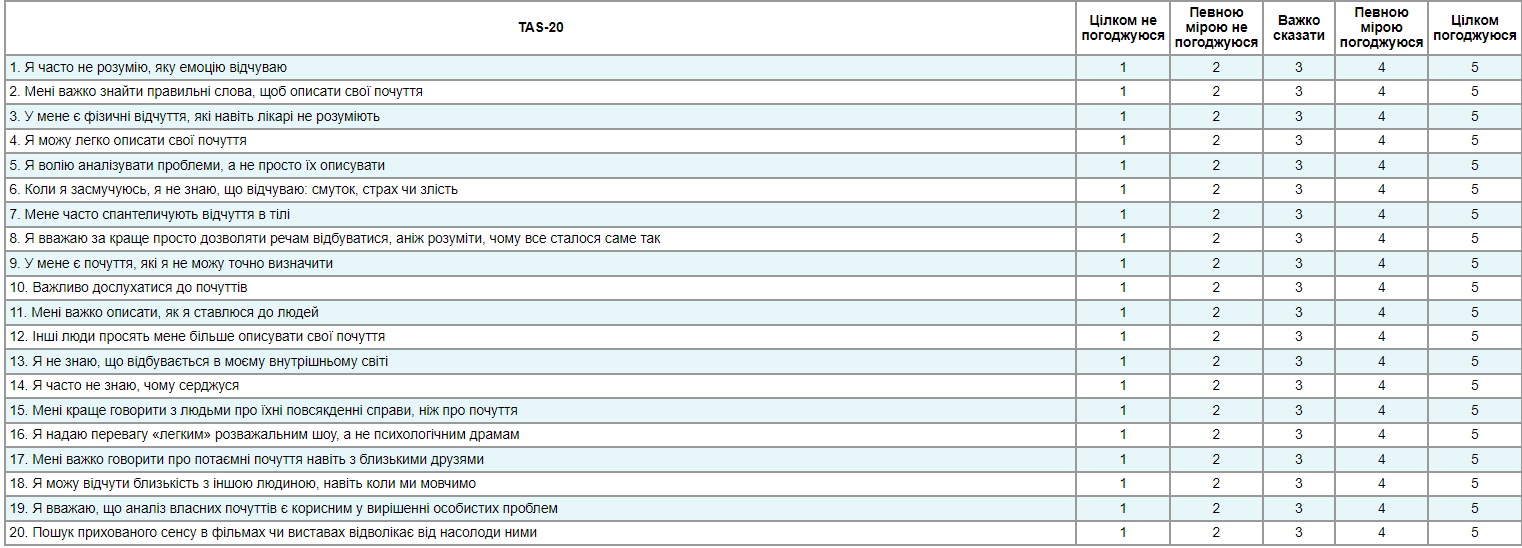 TAS-20
Цілком не погоджуюся
Певною мірою не погоджуюся
Важко сказати
Певною мірою погоджуюся
Цілком погоджуюся
1. Я часто не розумію, яку емоцію відчуваю 1 2 3 4 5
2. Мені важко знайти правильні слова, щоб описати свої почуття 1 2 3 4 5
3. У мене є фізичні відчуття, які навіть лікарі не розуміють 1 2 3 4 5
4. Я можу легко описати свої почуття 1 2 3 4 5
5. Я волію аналізувати проблеми, а не просто їх описувати 1 2 3 4 5
6. Коли я засмучуюсь, я не знаю, що відчуваю: смуток, страх чи злість 1 2 3 4 5
7. Мене часто спантеличують відчуття в тілі 1 2 3 4 5
8. Я вважаю за краще просто дозволяти речам відбуватися, аніж розуміти, чому все сталося саме так 1 2 3 4 5
9. У мене є почуття, які я не можу точно визначити 1 2 3 4 5
10. Важливо дослухатися до почуттів 1 2 3 4 5
11. Мені важко описати, як я ставлюся до людей 1 2 3 4 5
12. Інші люди просять мене більше описувати свої почуття 1 2 3 4 5
13. Я не знаю, що відбувається в моєму внутрішньому світі 1 2 3 4 5
14. Я часто не знаю, чому серджуся 1 2 3 4 5
15. Мені краще говорити з людьми про їхні повсякденні справи, ніж про почуття 1 2 3 4 5
16. Я надаю перевагу «легким» розважальним шоу, а не психологічним драмам 1 2 3 4 5
17. Мені важко говорити про потаємні почуття навіть з близькими друзями 1 2 3 4 5
18. Я можу відчути близькість з іншою людиною, навіть коли ми мовчимо 1 2 3 4 5
19. Я вважаю, що аналіз власних почуттів є корисним у вирішенні особистих проблем 1 2 3 4 5
20. Пошук прихованого сенсу в фільмах чи виставах відволікає від насолоди ними 1 2 3 4 5